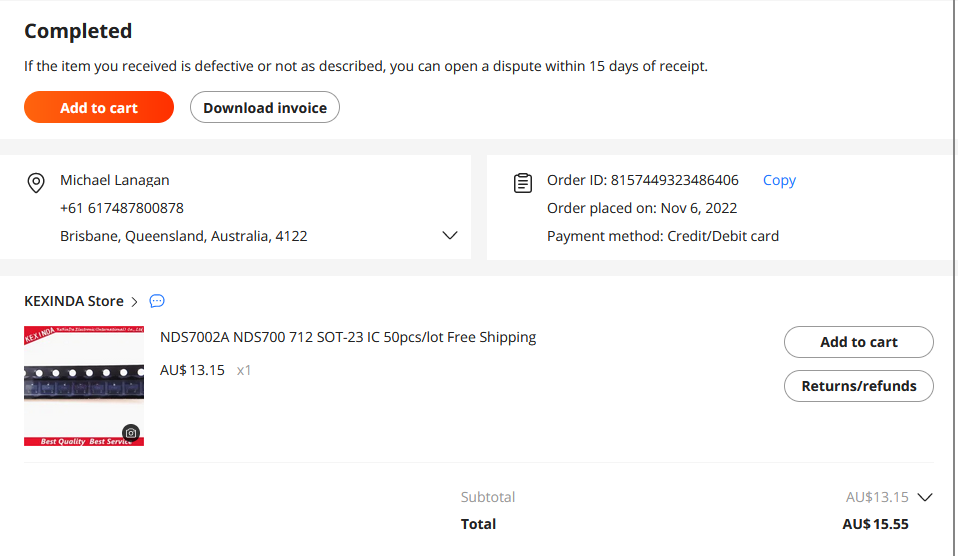 Completed
If the item you received is defective or not as described, you can open a dispute within 15 days of receipt.
Add to cart
Download invoice
Michael Lanagan
+61 617487800878
Brisbane, Queensland, Australia, 4122
Order ID: 8157449323486406 Copy
Order placed on: Nov 6, 2022
Payment method: Credit/Debit card
KEXINDA Store
KEXINDA
NDS7002A NDS700 712 SOT-23 IC 50pcs/lot Free Shipping
AU$13.15 x1
Best Quality Best Service
Add to cart
Returns/refunds
Subtotal AU$13.15
Total AU$15.55